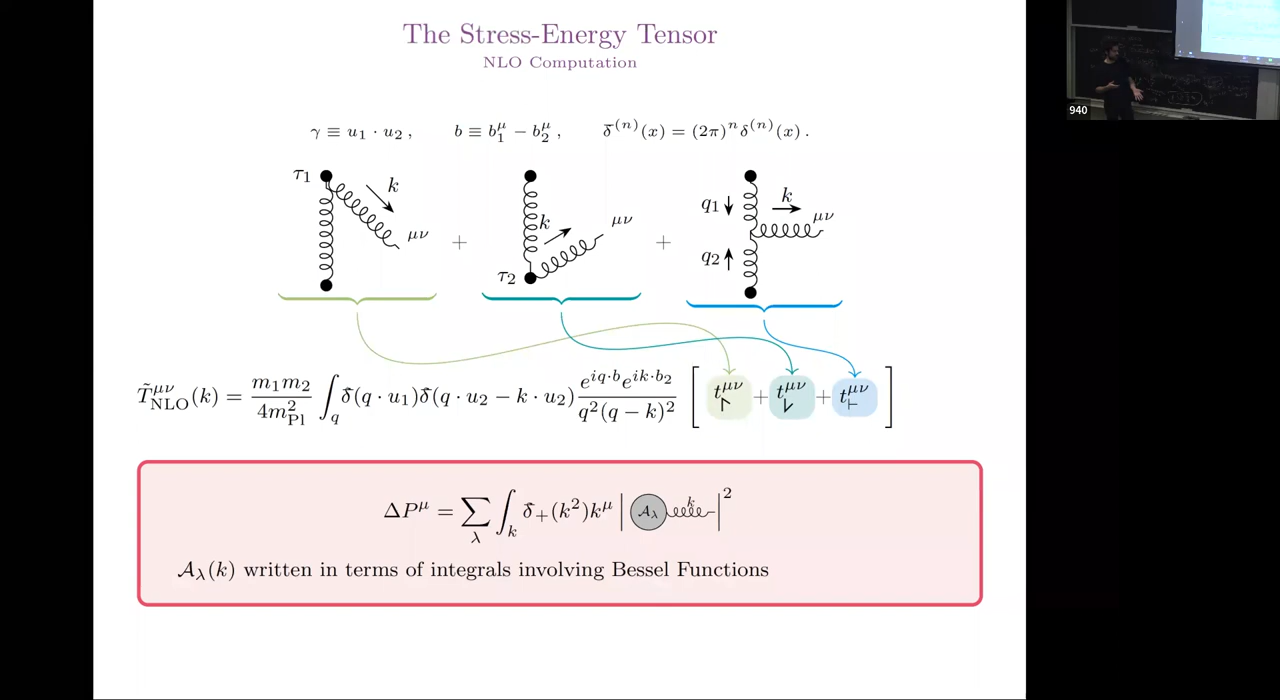 The Stress-Energy Tensor
NLO Computation
γ ≡ u₁ · u₂ , b ≡ b₁^μ − b₂^μ , δ̄^(n)(x) = (2π)^n δ^(n)(x) .
τ₁ k μν + k μν τ₂ + q₁ k μν q₂
T̃^μν_NLO(k) = m₁m₂ / 4m²_Pl ∫_q δ̄(q · u₁)δ̄(q · u₂ − k · u₂) e^{iq·b} e^{ik·b₂} / q²(q − k)² [ t^μν + t^μν + t^μν ]
ΔP^μ = ∑_λ ∫_k δ̄₊(k²)k^μ | A_λ k |²
A_λ(k) written in terms of integrals involving Bessel Functions
940